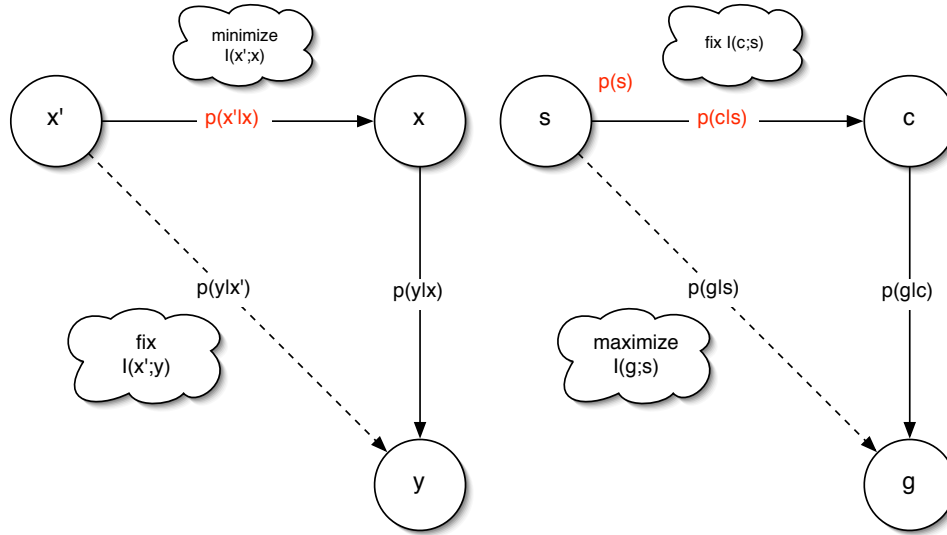 minimize
I(x';x)
x'
p(x'|x)
x
p(y|x')
p(y|x)
fix
I(x';y)
y
fix I(c;s)
p(s)
s
p(c|s)
c
p(g|s)
p(g|c)
maximize
I(g;s)
g